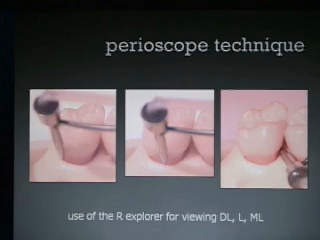 perioscope technique
use of the R explorer for viewing DL, L, ML